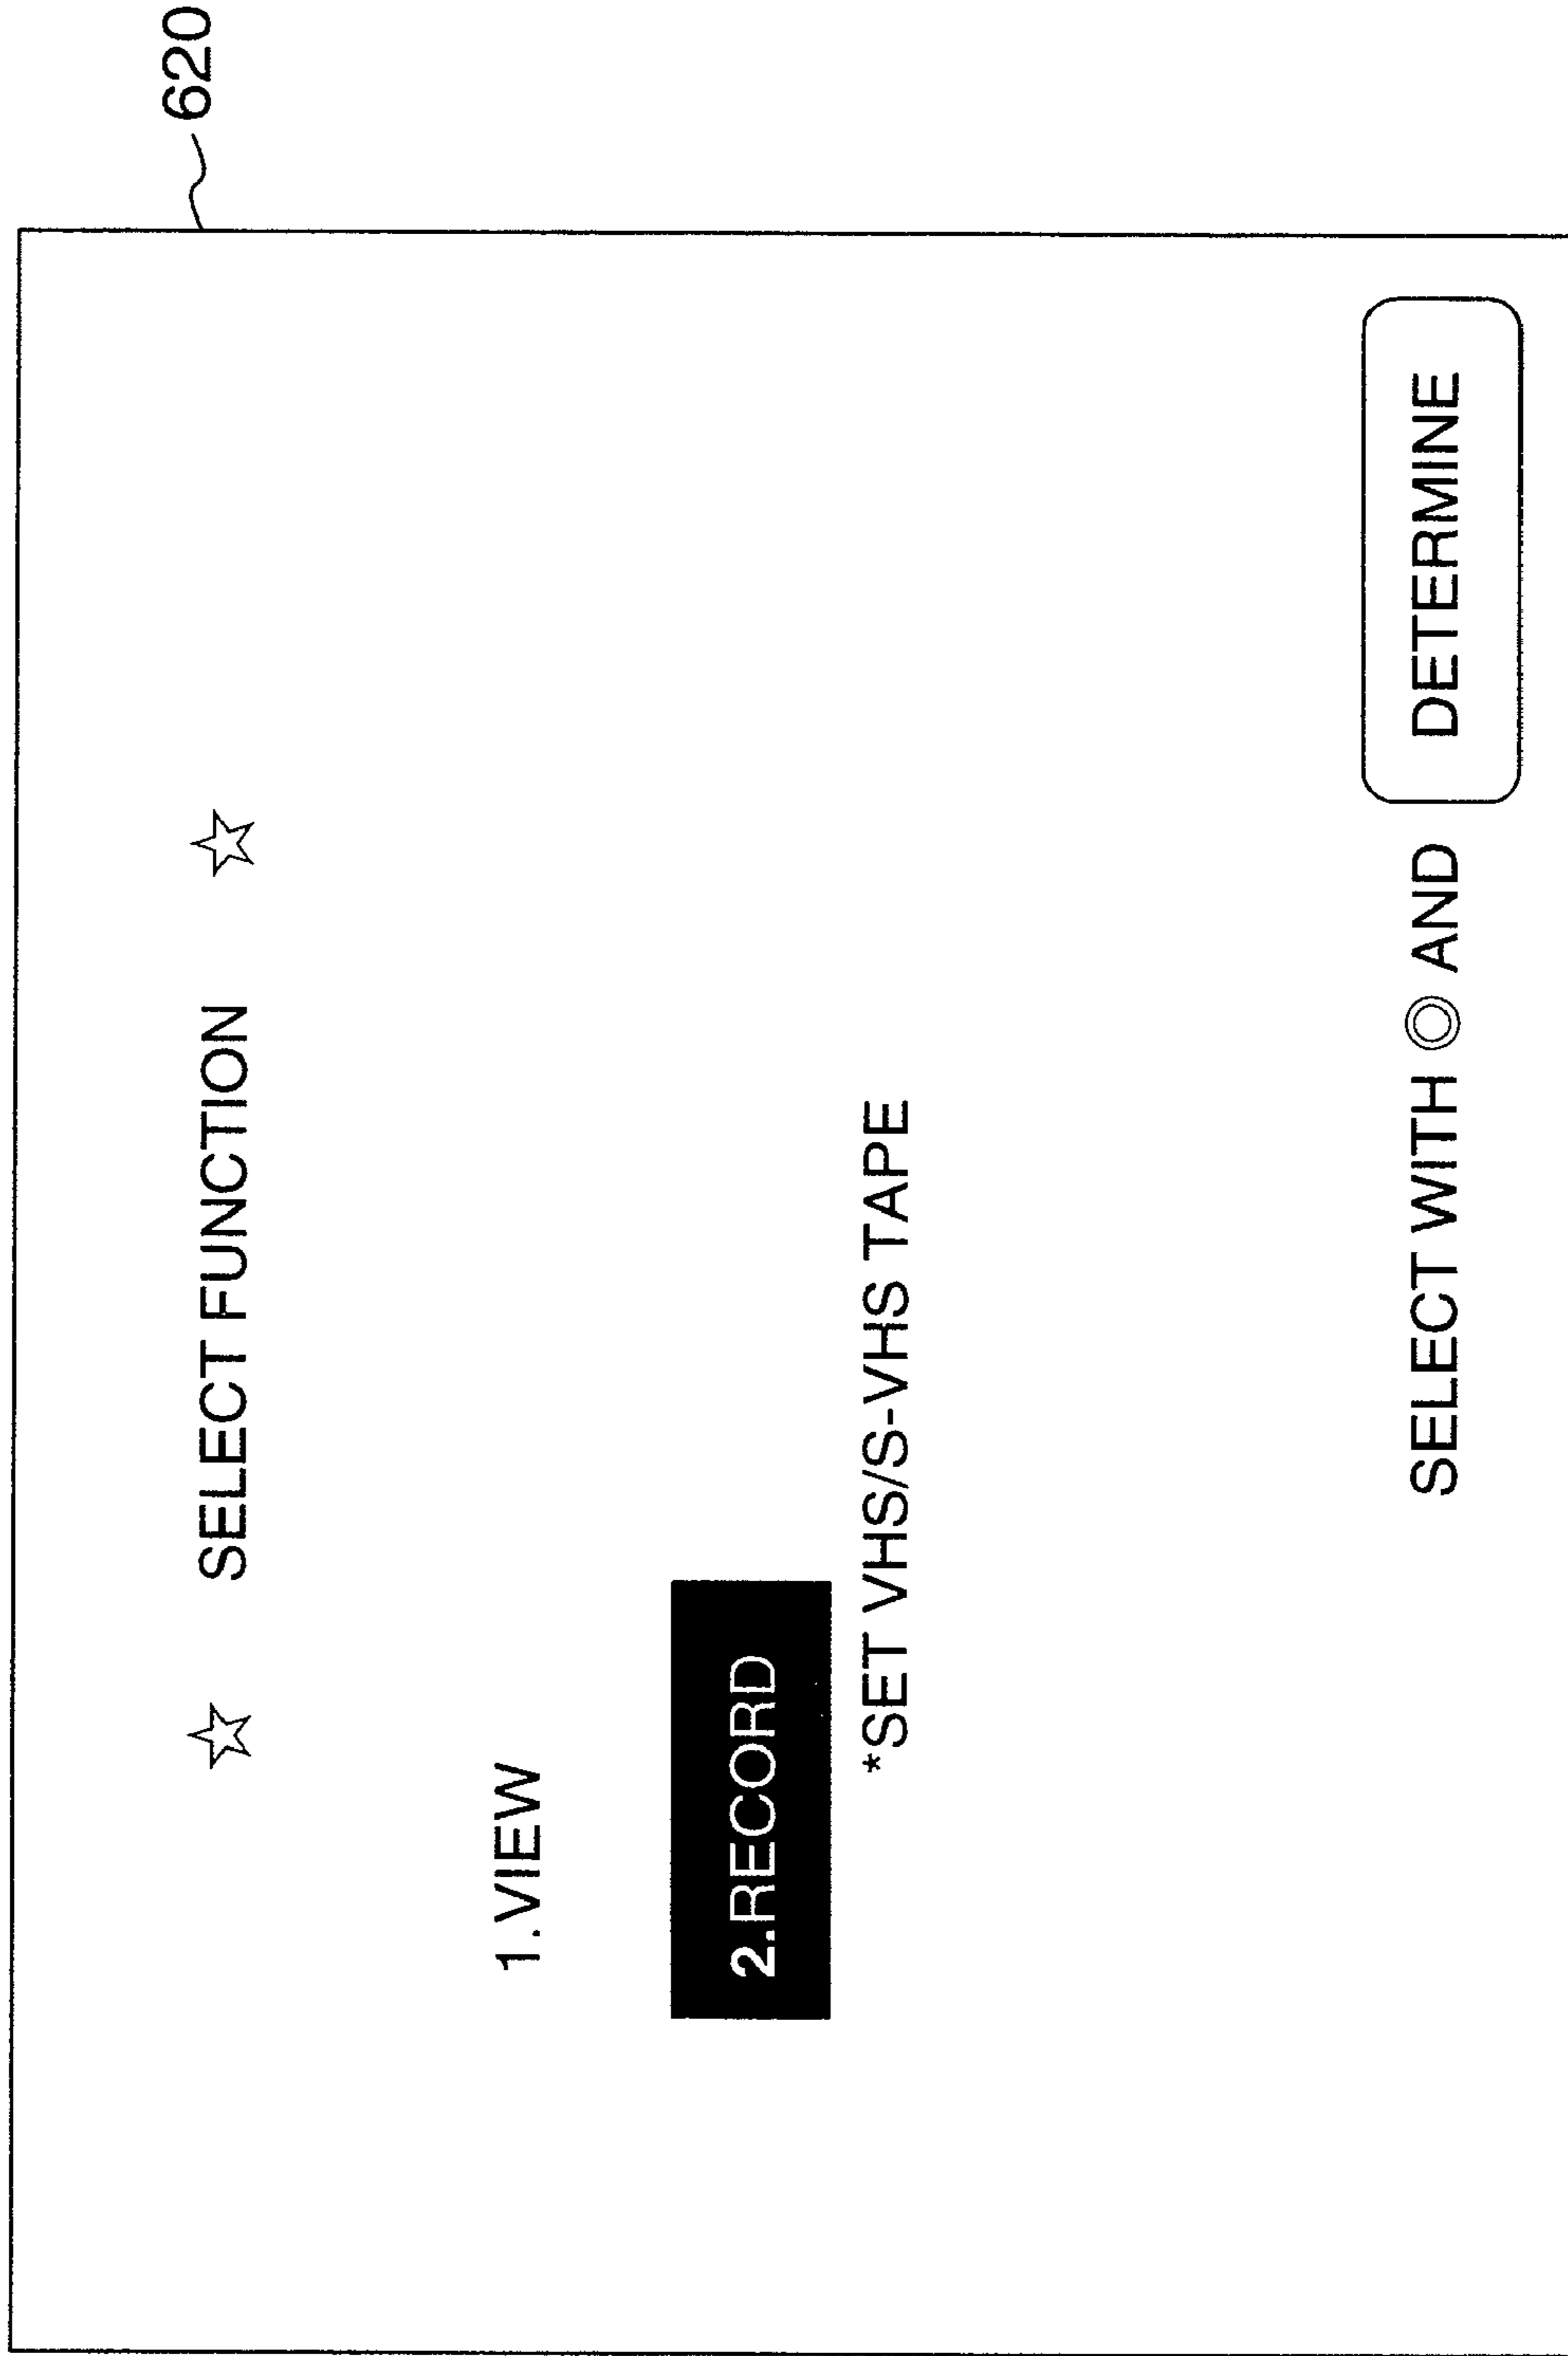 620
☆ SELECT FUNCTION ☆
1.VIEW
2.RECORD
*SET VHS/S-VHS TAPE
SELECT WITH ◎ AND DETERMINE